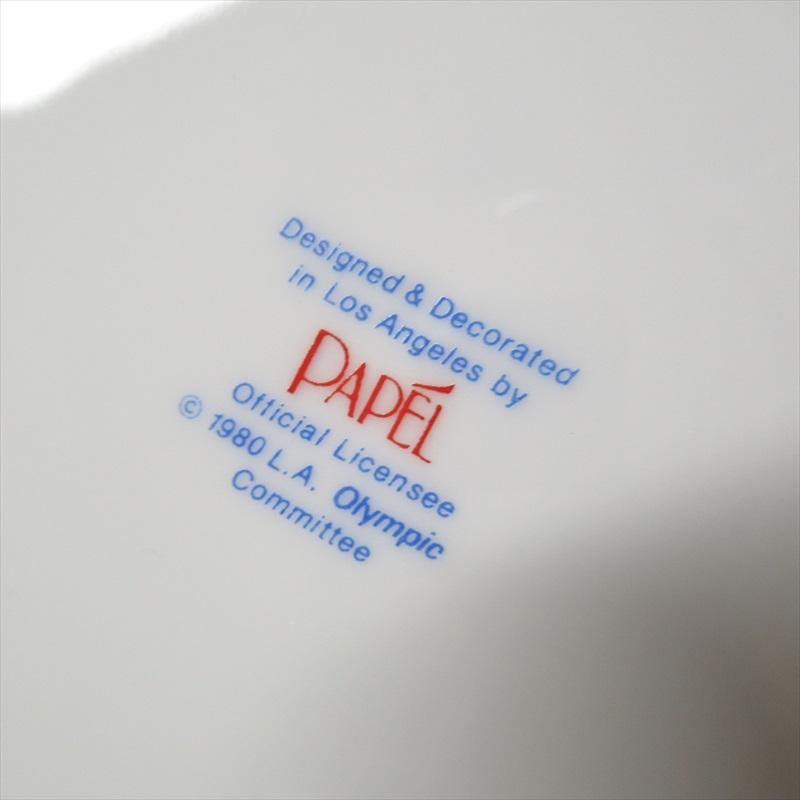 Designed & Decorated
in Los Angeles by
PAPÉL
Official Licensee
© 1980 L.A. Olympic
Committee